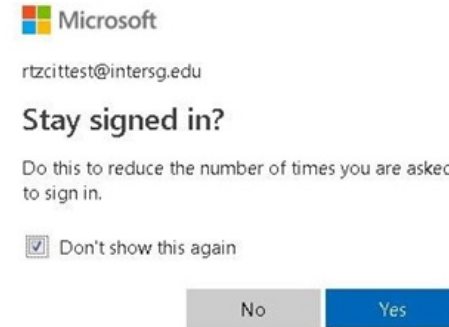 Microsoft
rtzcittest@intersg.edu
Stay signed in?
Do this to reduce the number of times you are asked
to sign in.
Don't show this again
No
Yes